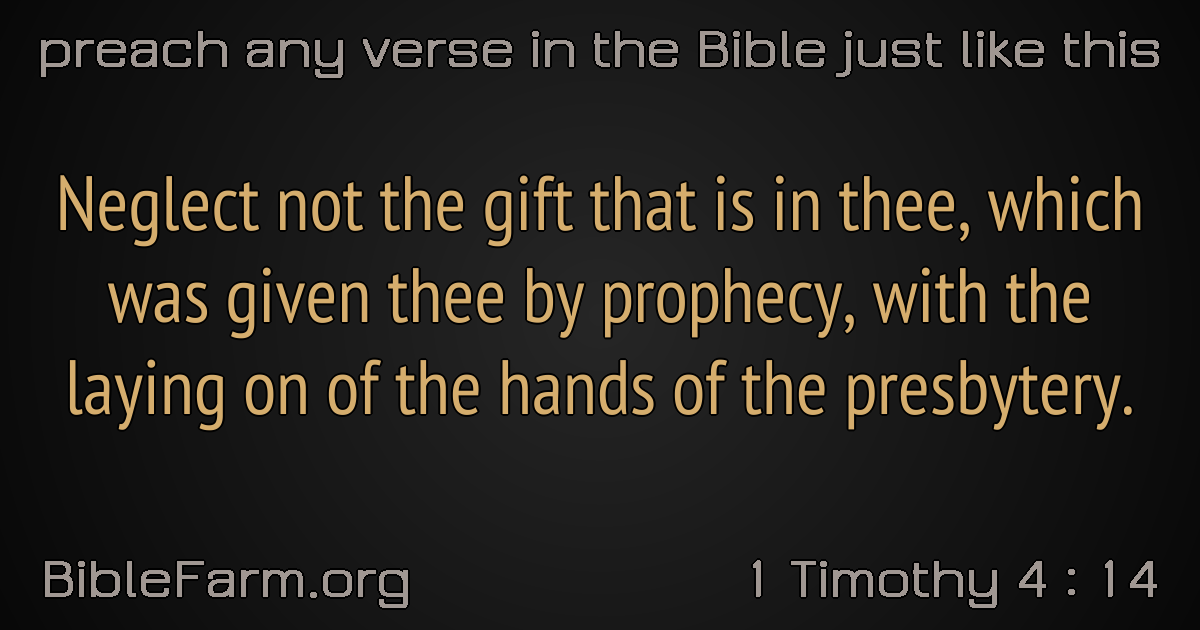 preach any verse in the Bible just like this
Neglect not the gift that is in thee, which
was given thee by prophecy, with the
laying on of the hands of the presbytery.
BibleFarm.org
1 Timothy 4 : 14